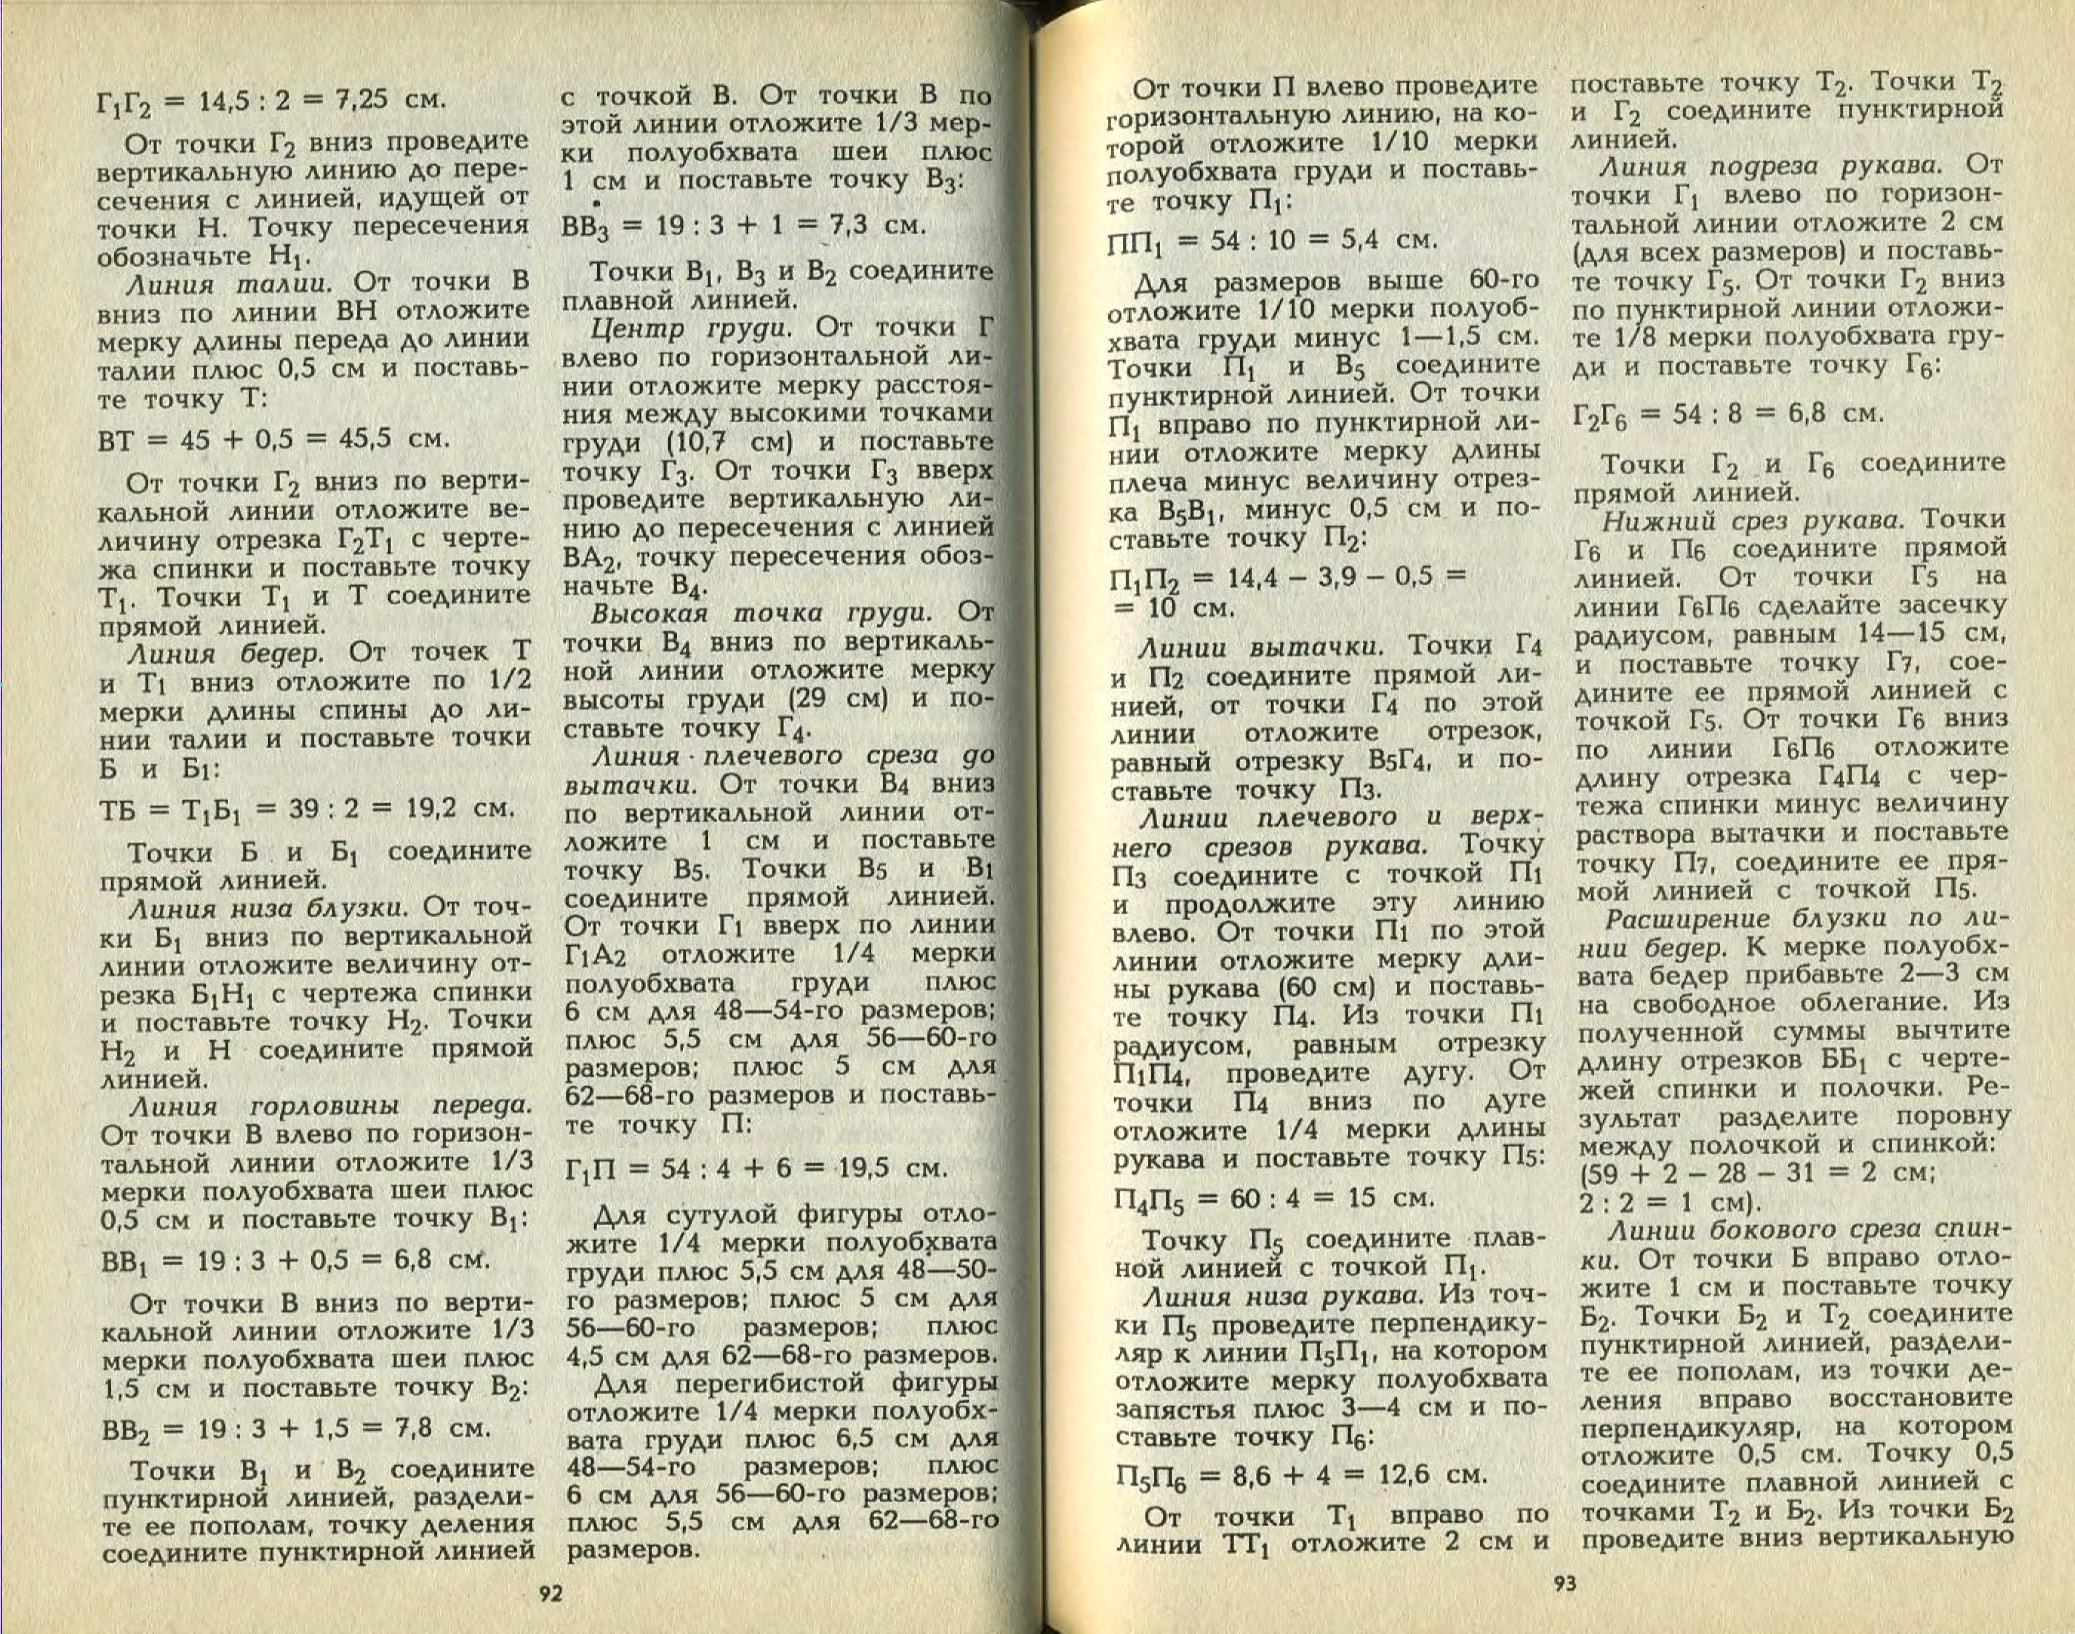 Г₁Г₂ = 14,5 : 2 = 7,25 см.
От точки Г₂ вниз проведите
вертикальную линию до пере-
сечения с линией, идущей от
точки Н. Точку пересечения
обозначьте Н₁.
Линия талии. От точки В
вниз по линии ВН отложите
мерку длины переда до линии
талии плюс 0,5 см и поставь-
те точку Т:
ВТ = 45 + 0,5 = 45,5 см.
От точки Г₂ вниз по верти-
кальной линии отложите ве-
личину отрезка Г₂Т₁ с черте-
жа спинки и поставьте точку
Т₁. Точки Т₁ и Т соедините
прямой линией.
Линия бедер. От точек Т
и Т1 вниз отложите по 1/2
мерки длины спины до ли-
нии талии и поставьте точки
Б и Б1:
ТБ = Т₁Б₁ = 39 : 2 = 19,2 см.
Точки Б и Б₁ соедините
прямой линией.
Линия низа блузки. От точ-
ки Б₁ вниз по вертикальной
линии отложите величину от-
резка Б₁Н₁ с чертежа спинки
и поставьте точку Н₂. Точки
Н₂ и Н соедините прямой
линией.
Линия горловины переда.
От точки В влево по горизон-
тальной линии отложите 1/3
мерки полуобхвата шеи плюс
0,5 см и поставьте точку В₁:
ВВ₁ = 19 : 3 + 0,5 = 6,8 см.
От точки В вниз по верти-
кальной линии отложите 1/3
мерки полуобхвата шеи плюс
1,5 см и поставьте точку В₂:
ВВ₂ = 19 : 3 + 1,5 = 7,8 см.
Точки В₁ и В₂ соедините
пунктирной линией, раздели-
те ее пополам, точку деления
соедините пунктирной линией
с точкой В. От точки В по
этой линии отложите 1/3 мер-
ки полуобхвата шеи плюс
1 см и поставьте точку В₃:
ВВ₃ = 19 : 3 + 1 = 7,3 см.
Точки В₁, В₃ и В₂ соедините
плавной линией.
Центр груди. От точки Г
влево по горизонтальной ли-
нии отложите мерку расстоя-
ния между высокими точками
груди (10,7 см) и поставьте
точку Г₃. От точки Г₃ вверх
проведите вертикальную ли-
нию до пересечения с линией
ВА₂, точку пересечения обоз-
начьте В₄.
Высокая точка груди. От
точки В₄ вниз по вертикаль-
ной линии отложите мерку
высоты груди (29 см) и по-
ставьте точку Г₄.
Линия плечевого среза до
вытачки. От точки В4 вниз
по вертикальной линии от-
ложите 1 см и поставьте
точку В5. Точки В5 и В1
соедините прямой линией.
От точки Г1 вверх по линии
Г1А2 отложите 1/4 мерки
полуобхвата груди плюс
6 см для 48—54-го размеров;
плюс 5,5 см для 56—60-го
размеров; плюс 5 см для
62—68-го размеров и поставь-
те точку П:
Г₁П = 54 : 4 + 6 = 19,5 см.
Для сутулой фигуры отло-
жите 1/4 мерки полуобхвата
груди плюс 5,5 см для 48—50-
го размеров; плюс 5 см для
56—60-го размеров; плюс
4,5 см для 62—68-го размеров.
Для перегибистой фигуры
отложите 1/4 мерки полуобх-
вата груди плюс 6,5 см для
48—54-го размеров; плюс
6 см для 56—60-го размеров;
плюс 5,5 см для 62—68-го
размеров.
92
От точки П влево проведите
горизонтальную линию, на ко-
торой отложите 1/10 мерки
полуобхвата груди и поставь-
те точку П₁:
ПП₁ = 54 : 10 = 5,4 см.
Для размеров выше 60-го
отложите 1/10 мерки полуоб-
хвата груди минус 1—1,5 см.
Точки П₁ и В₅ соедините
пунктирной линией. От точки
П₁ вправо по пунктирной ли-
нии отложите мерку длины
плеча минус величину отрез-
ка В₅В₁, минус 0,5 см и по-
ставьте точку П₂:
П₁П₂ = 14,4 – 3,9 – 0,5 =
= 10 см.
Линии вытачки. Точки Г4
и П2 соедините прямой ли-
нией, от точки Г4 по этой
линии отложите отрезок,
равный отрезку В5Г4, и по-
ставьте точку П3.
Линии плечевого и верх-
него срезов рукава. Точку
П3 соедините с точкой П1
и продолжите эту линию
влево. От точки П1 по этой
линии отложите мерку дли-
ны рукава (60 см) и поставь-
те точку П4. Из точки П1
радиусом, равным отрезку
П1П4, проведите дугу. От
точки П4 вниз по дуге
отложите 1/4 мерки длины
рукава и поставьте точку П5:
П₄П₅ = 60 : 4 = 15 см.
Точку П₅ соедините плав-
ной линией с точкой П₁.
Линия низа рукава. Из точ-
ки П₅ проведите перпендику-
ляр к линии П₅П₁, на котором
отложите мерку полуобхвата
запястья плюс 3—4 см и по-
ставьте точку П₆:
П₅П₆ = 8,6 + 4 = 12,6 см.
От точки Т₁ вправо по
линии ТТ₁ отложите 2 см и
поставьте точку Т₂. Точки Т₂
и Г₂ соедините пунктирной
линией.
Линия подреза рукава. От
точки Г₁ влево по горизон-
тальной линии отложите 2 см
(для всех размеров) и поставь-
те точку Г₅. От точки Г₂ вниз
по пунктирной линии отложи-
те 1/8 мерки полуобхвата гру-
ди и поставьте точку Г₆:
Г₂Г₆ = 54 : 8 = 6,8 см.
Точки Г₂ и Г₆ соедините
прямой линией.
Нижний срез рукава. Точки
Г6 и П6 соедините прямой
линией. От точки Г5 на
линии Г6П6 сделайте засечку
радиусом, равным 14—15 см,
и поставьте точку Г7, сое-
дините ее прямой линией с
точкой Г5. От точки Г6 вниз
по линии Г6П6 отложите
длину отрезка Г4П4 с чер-
тежа спинки минус величину
раствора вытачки и поставьте
точку П7, соедините ее пря-
мой линией с точкой П5.
Расширение блузки по ли-
нии бедер. К мерке полуобх-
вата бедер прибавьте 2—3 см
на свободное облегание. Из
полученной суммы вычтите
длину отрезков ББ₁ с черте-
жей спинки и полочки. Ре-
зультат разделите поровну
между полочкой и спинкой:
(59 + 2 – 28 – 31 = 2 см;
2 : 2 = 1 см).
Линии бокового среза спин-
ки. От точки Б вправо отло-
жите 1 см и поставьте точку
Б₂. Точки Б₂ и Т₂ соедините
пунктирной линией, раздели-
те ее пополам, из точки де-
ления вправо восстановите
перпендикуляр, на котором
отложите 0,5 см. Точку 0,5
соедините плавной линией с
точками Т₂ и Б₂. Из точки Б₂
проведите вниз вертикальную
93